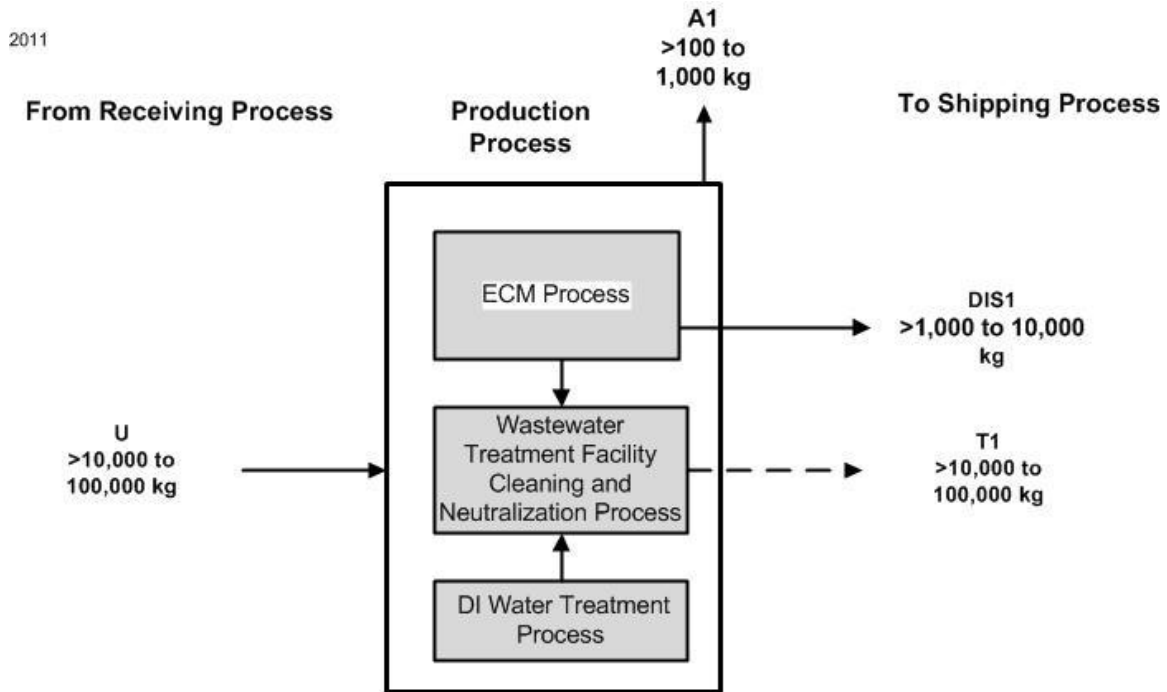 2011
A1
>100 to
1,000 kg
From Receiving Process
Production
Process
To Shipping Process
ECM Process
DIS1
>1,000 to 10,000
kg
U
>10,000 to
100,000 kg
Wastewater
Treatment Facility
Cleaning and
Neutralization Process
T1
>10,000 to
100,000 kg
DI Water Treatment
Process